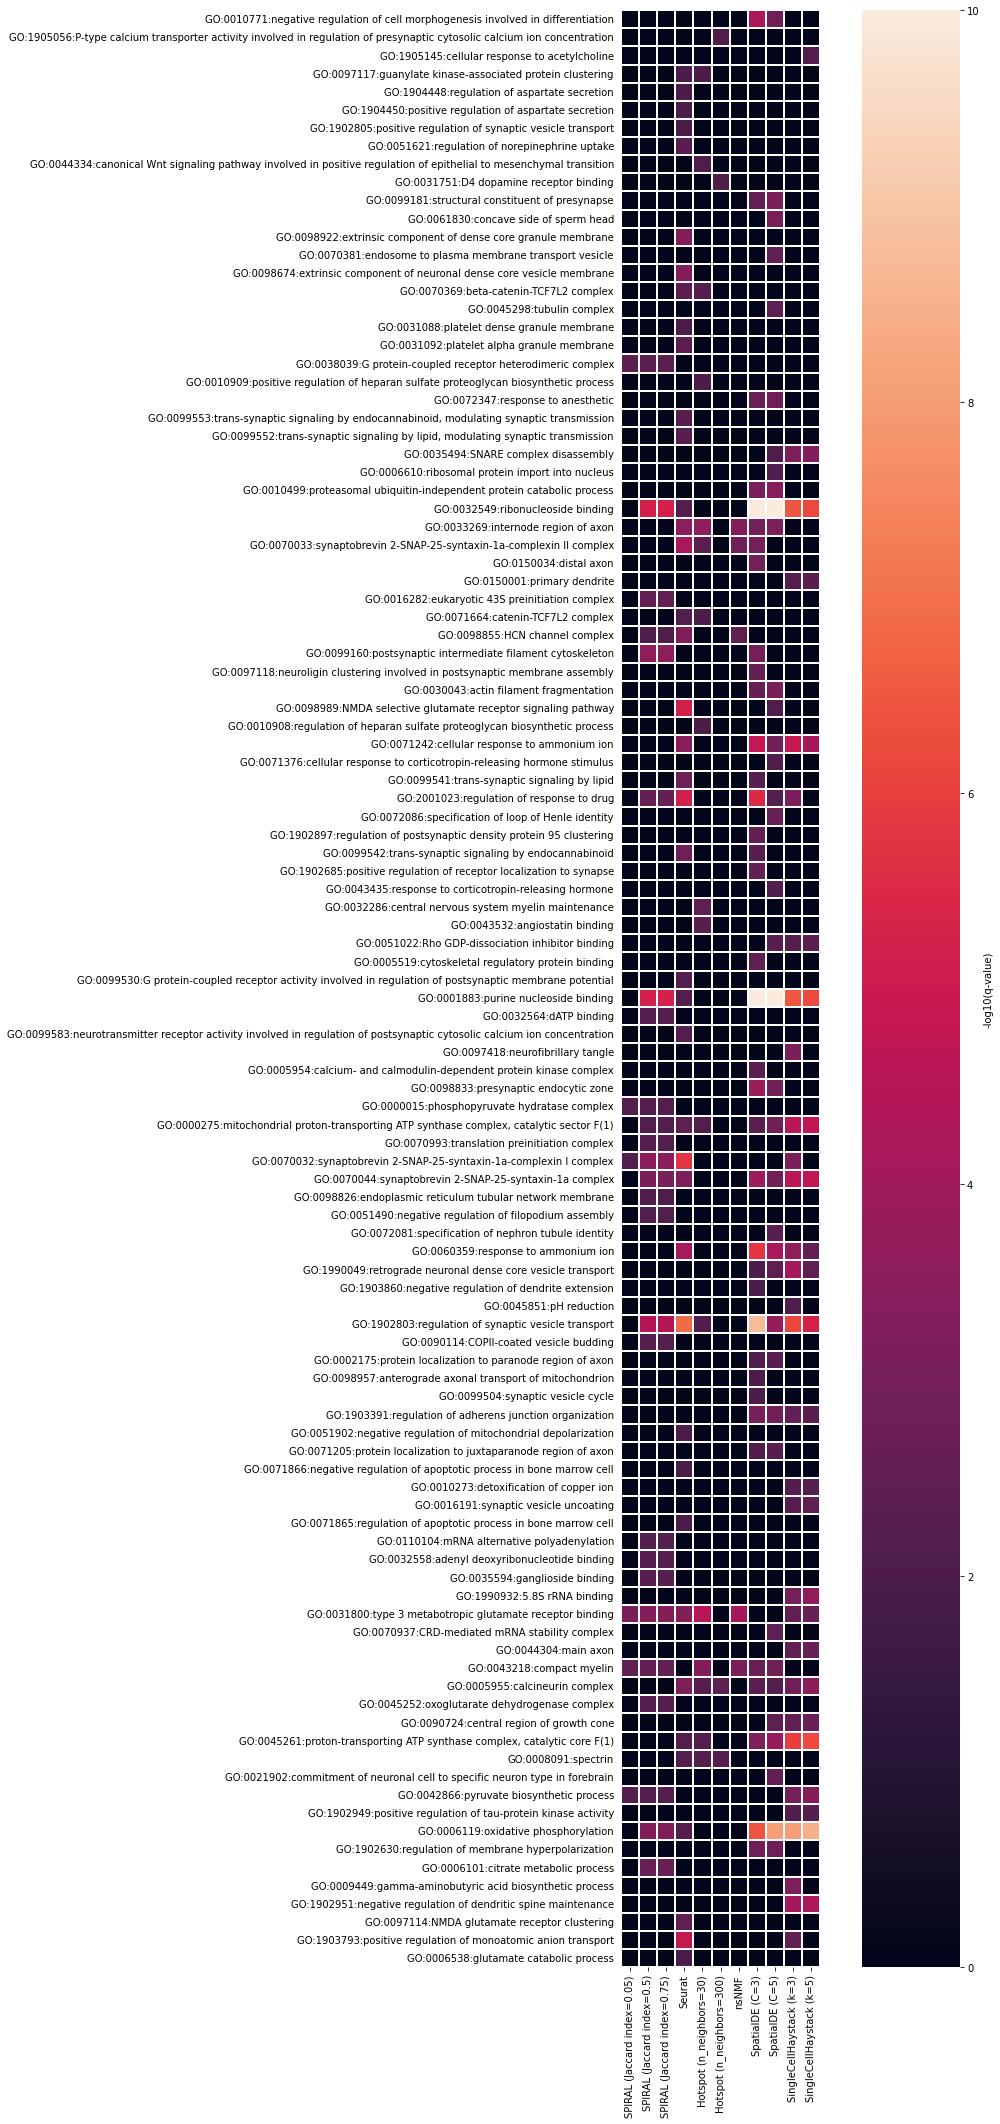 GO:0010771:negative regulation of cell morphogenesis involved in differentiation
GO:1905056:P-type calcium transporter activity involved in regulation of presynaptic cytosolic calcium ion concentration
GO:1905145:cellular response to acetylcholine
GO:0097117:guanylate kinase-associated protein clustering
GO:1904448:regulation of aspartate secretion
GO:1904450:positive regulation of aspartate secretion
GO:1902805:positive regulation of synaptic vesicle transport
GO:0051621:regulation of norepinephrine uptake
GO:0044334:canonical Wnt signaling pathway involved in positive regulation of epithelial to mesenchymal transition
GO:0031751:D4 dopamine receptor binding
GO:0099181:structural constituent of presynapse
GO:0061830:concave side of sperm head
GO:0098922:extrinsic component of dense core granule membrane
GO:0070381:endosome to plasma membrane transport vesicle
GO:0098674:extrinsic component of neuronal dense core vesicle membrane
GO:0070369:beta-catenin-TCF7L2 complex
GO:0045298:tubulin complex
GO:0031088:platelet dense granule membrane
GO:0031092:platelet alpha granule membrane
GO:0038039:G protein-coupled receptor heterodimeric complex
GO:0010909:positive regulation of heparan sulfate proteoglycan biosynthetic process
GO:0072347:response to anesthetic
GO:0099553:trans-synaptic signaling by endocannabinoid, modulating synaptic transmission
GO:0099552:trans-synaptic signaling by lipid, modulating synaptic transmission
GO:0035494:SNARE complex disassembly
GO:0006610:ribosomal protein import into nucleus
GO:0010499:proteasomal ubiquitin-independent protein catabolic process
GO:0032549:ribonucleoside binding
GO:0033269:internode region of axon
GO:0070033:synaptobrevin 2-SNAP-25-syntaxin-1a-complexin II complex
GO:0150034:distal axon
GO:0150001:primary dendrite
GO:0016282:eukaryotic 43S preinitiation complex
GO:0071664:catenin-TCF7L2 complex
GO:0098855:HCN channel complex
GO:0099160:postsynaptic intermediate filament cytoskeleton
GO:0097118:neuroligin clustering involved in postsynaptic membrane assembly
GO:0030043:actin filament fragmentation
GO:0098989:NMDA selective glutamate receptor signaling pathway
GO:0010908:regulation of heparan sulfate proteoglycan biosynthetic process
GO:0071242:cellular response to ammonium ion
GO:0071376:cellular response to corticotropin-releasing hormone stimulus
GO:0099541:trans-synaptic signaling by lipid
GO:2001023:regulation of response to drug
GO:0072086:specification of loop of Henle identity
GO:1902897:regulation of postsynaptic density protein 95 clustering
GO:0099542:trans-synaptic signaling by endocannabinoid
GO:1902685:positive regulation of receptor localization to synapse
GO:0043435:response to corticotropin-releasing hormone
GO:0032286:central nervous system myelin maintenance
GO:0043532:angiostatin binding
GO:0051022:Rho GDP-dissociation inhibitor binding
GO:0005519:cytoskeletal regulatory protein binding
GO:0099530:G protein-coupled receptor activity involved in regulation of postsynaptic membrane potential
GO:0001883:purine nucleoside binding
GO:0032564:dATP binding
GO:0099583:neurotransmitter receptor activity involved in regulation of postsynaptic cytosolic calcium ion concentration
GO:0097418:neurofibrillary tangle
GO:0005954:calcium- and calmodulin-dependent protein kinase complex
GO:0098833:presynaptic endocytic zone
GO:0000015:phosphopyruvate hydratase complex
GO:0000275:mitochondrial proton-transporting ATP synthase complex, catalytic sector F(1)
GO:0070993:translation preinitiation complex
GO:0070032:synaptobrevin 2-SNAP-25-syntaxin-1a-complexin I complex
GO:0070044:synaptobrevin 2-SNAP-25-syntaxin-1a complex
GO:0098826:endoplasmic reticulum tubular network membrane
GO:0051490:negative regulation of filopodium assembly
GO:0072081:specification of nephron tubule identity
GO:0060359:response to ammonium ion
GO:1990049:retrograde neuronal dense core vesicle transport
GO:1903860:negative regulation of dendrite extension
GO:0045851:pH reduction
GO:1902803:regulation of synaptic vesicle transport
GO:0090114:COPII-coated vesicle budding
GO:0002175:protein localization to paranode region of axon
GO:0098957:anterograde axonal transport of mitochondrion
GO:0099504:synaptic vesicle cycle
GO:1903391:regulation of adherens junction organization
GO:0051902:negative regulation of mitochondrial depolarization
GO:0071205:protein localization to juxtaparanode region of axon
GO:0071866:negative regulation of apoptotic process in bone marrow cell
GO:0010273:detoxification of copper ion
GO:0016191:synaptic vesicle uncoating
GO:0071865:regulation of apoptotic process in bone marrow cell
GO:0110104:mRNA alternative polyadenylation
GO:0032558:adenyl deoxyribonucleotide binding
GO:0035594:ganglioside binding
GO:1990932:5.8S rRNA binding
GO:0031800:type 3 metabotropic glutamate receptor binding
GO:0070937:CRD-mediated mRNA stability complex
GO:0044304:main axon
GO:0043218:compact myelin
GO:0005955:calcineurin complex
GO:0045252:oxoglutarate dehydrogenase complex
GO:0090724:central region of growth cone
GO:0045261:proton-transporting ATP synthase complex, catalytic core F(1)
GO:0008091:spectrin
GO:0021902:commitment of neuronal cell to specific neuron type in forebrain
GO:0042866:pyruvate biosynthetic process
GO:1902949:positive regulation of tau-protein kinase activity
GO:0006119:oxidative phosphorylation
GO:1902630:regulation of membrane hyperpolarization
GO:0006101:citrate metabolic process
GO:0009449:gamma-aminobutyric acid biosynthetic process
GO:1902951:negative regulation of dendritic spine maintenance
GO:0097114:NMDA glutamate receptor clustering
GO:1903793:positive regulation of monoatomic anion transport
GO:0006538:glutamate catabolic process
SPIRAL (Jaccard index=0.05)
SPIRAL (Jaccard index=0.5)
SPIRAL (Jaccard index=0.75)
Seurat
Hotspot (n_neighbors=30)
Hotspot (n_neighbors=300)
nsNMF
SpatialDE (C=3)
SpatialDE (C=5)
SingleCellHaystack (k=3)
SingleCellHaystack (k=5)
10
8
6
4
2
0
-log10(q-value)